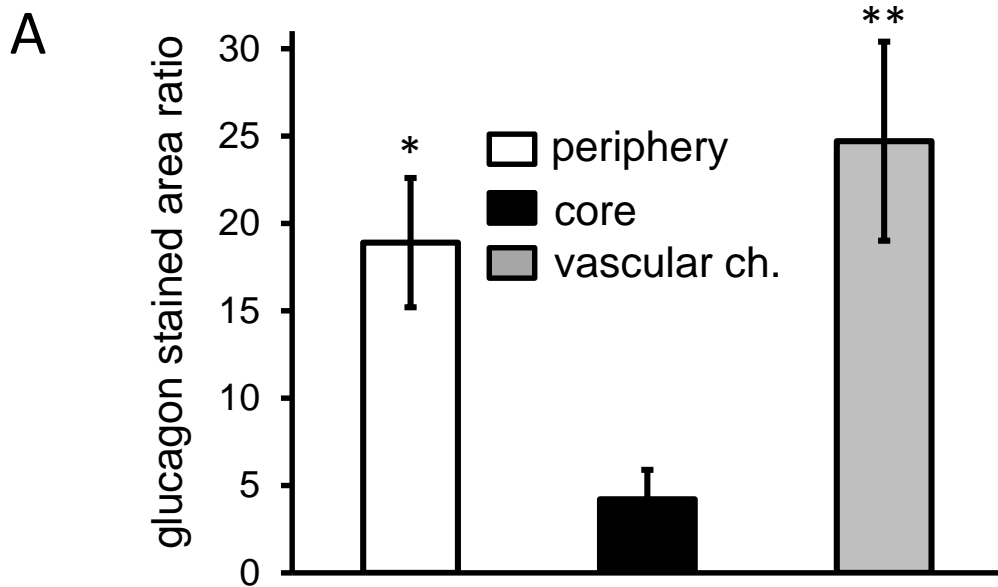 A
glucagon stained area ratio
30
25
20
15
10
5
0
*
**
periphery
core
vascular ch.